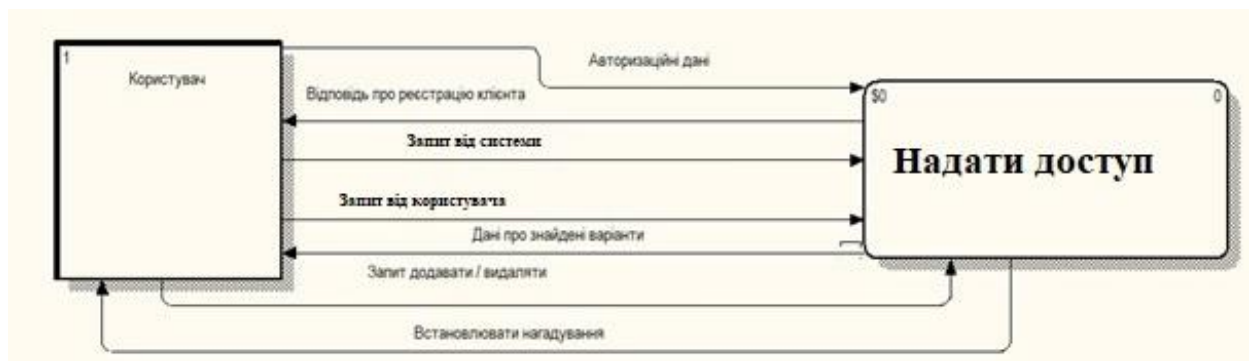 1
Користувач
Авторизаційні дані
Відповідь про реєстрацію клієнта
$0
0
Запит від системи
Надати доступ
Запит від користувача
Дані про знайдені варіанти
Запит додавати / видаляти
Встановлювати нагадування